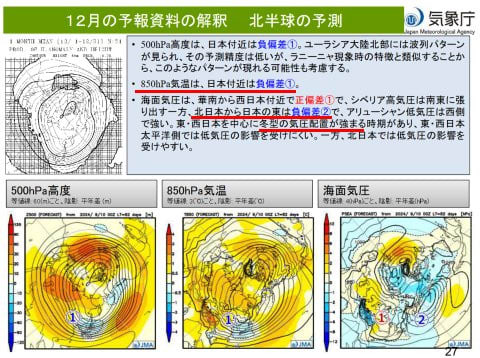 12月の予報資料の解釈 北半球の予測
気象庁
Japan Meteorological Agency
• 500hPa高度は、日本付近は負偏差①。ユーラシア大陸北部には波列パターン
が見られ、その予測精度は低いが、ラニーニャ現象時の特徴と類似することか
ら、このようなパターンが現れる可能性も考慮する。
• 850hPa気温は、日本付近は負偏差①。
• 海面気圧は、華南から西日本付近で正偏差①で、シベリア高気圧は南東に張
り出す一方、北日本から日本の東は負偏差②で、アリューシャン低気圧は西側
で強い。東・西日本を中心に冬型の気圧配置が強まる時期があり、東・西日本
太平洋側では低気圧の影響を受けにくい。一方、北日本では低気圧の影響を
受けやすい。
500hPa高度
等値線:60(m)ごと、陰影:平年差(m)
850hPa気温
等値線:3(℃)ごと、陰影:平年差(℃)
海面気圧
等値線:4(hPa)ごと、陰影:平年差(hPa)
1
1
1
2
JMA
JMA
JMA
27